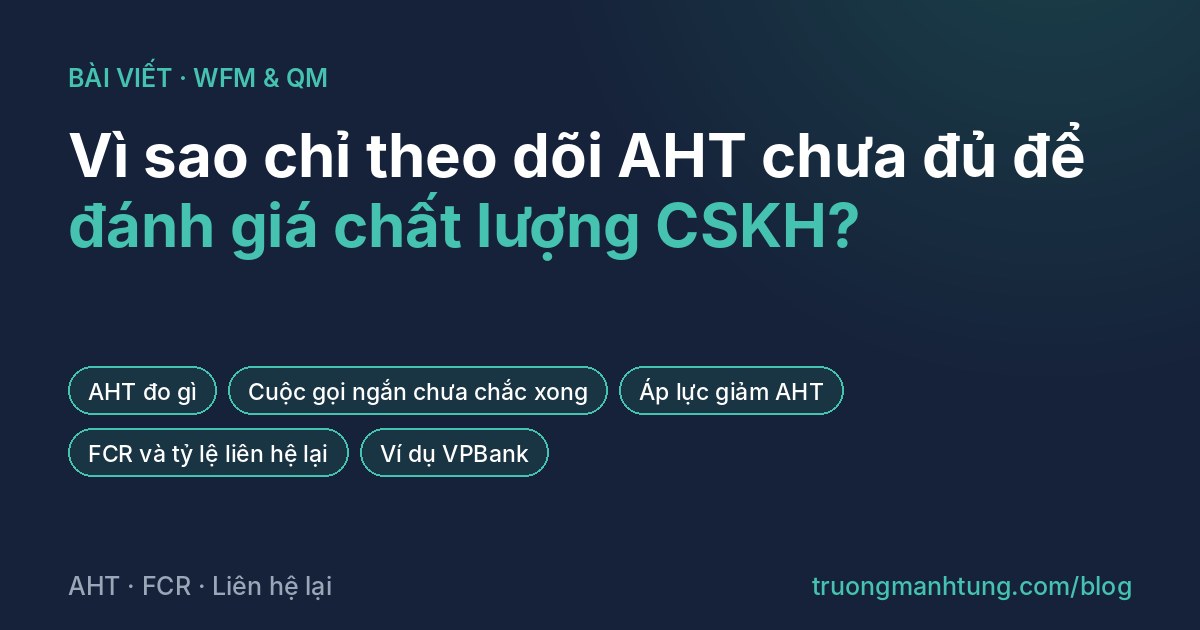 BÀI VIẾT · WFM & QM
Vì sao chỉ theo dõi AHT chưa đủ để
đánh giá chất lượng CSKH?
AHT đo gì
Cuộc gọi ngắn chưa chắc xong
Áp lực giảm AHT
FCR và tỷ lệ liên hệ lại
Ví dụ VPBank
AHT · FCR · Liên hệ lại
truongmanhtung.com/blog